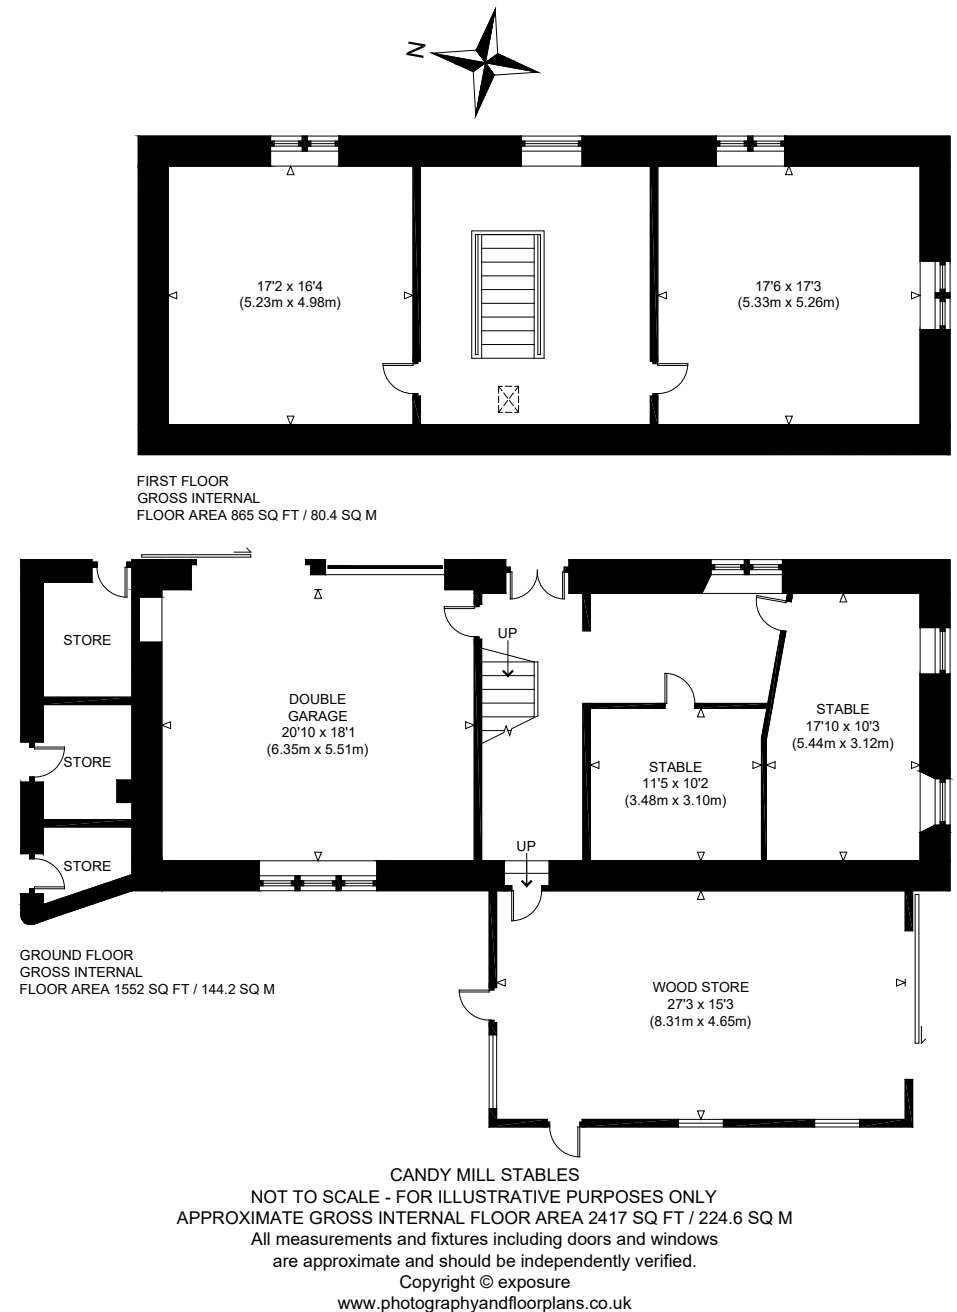 N
17'2 x 16'4
(5.23m x 4.98m)
17'6 x 17'3
(5.33m x 5.26m)
FIRST FLOOR
GROSS INTERNAL
FLOOR AREA 865 SQ FT / 80.4 SQ M
STORE
UP
DOUBLE
GARAGE
20'10 x 18'1
(6.35m x 5.51m)
STABLE
17'10 x 10'3
(5.44m x 3.12m)
STORE
STABLE
11'5 x 10'2
(3.48m x 3.10m)
STORE
UP
GROUND FLOOR
GROSS INTERNAL
FLOOR AREA 1552 SQ FT / 144.2 SQ M
WOOD STORE
27'3 x 15'3
(8.31m x 4.65m)
CANDY MILL STABLES
NOT TO SCALE - FOR ILLUSTRATIVE PURPOSES ONLY
APPROXIMATE GROSS INTERNAL FLOOR AREA 2417 SQ FT / 224.6 SQ M
All measurements and fixtures including doors and windows
are approximate and should be independently verified.
Copyright © exposure
www.photographyandfloorplans.co.uk